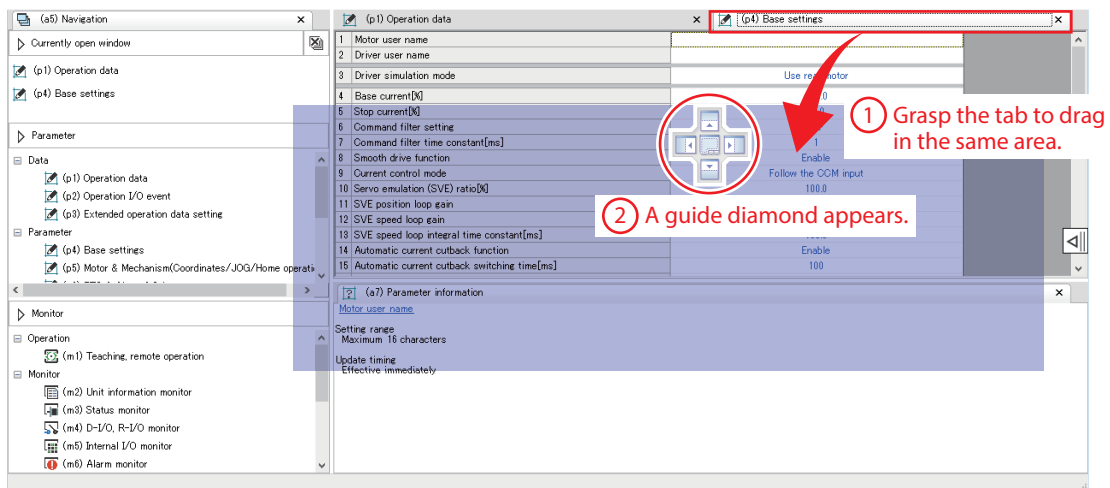 (a5) Navigation
Currently open window
(p1) Operation data
(p4) Base settings
Parameter
Data
(p1) Operation data
(p2) Operation I/O event
(p3) Extended operation data setting
Parameter
(p4) Base settings
(p5) Motor & Mechanism(Coordinates/JOG/Home operati
Monitor
Operation
(m1) Teaching, remote operation
Monitor
(m2) Unit information monitor
(m3) Status monitor
(m4) D-I/O, R-I/O monitor
(m5) Internal I/O monitor
(m6) Alarm monitor
(p1) Operation data
(p4) Base settings
1 Motor user name
2 Driver user name
3 Driver simulation mode Use real motor
4 Base current[%]
5 Stop current[%]
6 Command filter setting
7 Command filter time constant[ms] 1
8 Smooth drive function Enable
9 Current control mode Follow the CCM input
10 Servo emulation (SVE) ratio[%] 100.0
11 SVE position loop gain
12 SVE speed loop gain
13 SVE speed loop integral time constant[ms]
14 Automatic current cutback function Enable
15 Automatic current cutback switching time[ms] 100
1 Grasp the tab to drag
in the same area.
2 A guide diamond appears.
(a7) Parameter information
Motor user name
Setting range
Maximum 16 characters
Update timing
Effective immediately